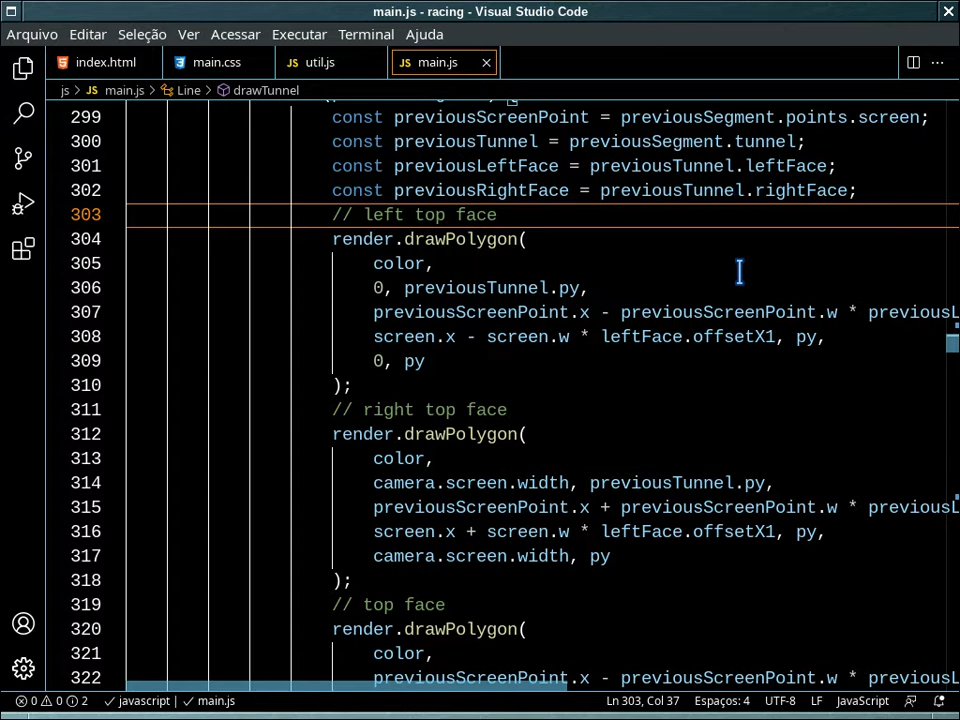 main.js - racing - Visual Studio Code
Arquivo Editar Seleção Ver Acessar Executar Terminal Ajuda
index.html main.css JS util.js JS main.js
js > JS main.js > Line > drawTunnel
299 const previousScreenPoint = previousSegment.points.screen;
300 const previousTunnel = previousSegment.tunnel;
301 const previousLeftFace = previousTunnel.leftFace;
302 const previousRightFace = previousTunnel.rightFace;
303 // left top face
304 render.drawPolygon(
305 color,
306 0, previousTunnel.py,
307 previousScreenPoint.x - previousScreenPoint.w * previousL
308 screen.x - screen.w * leftFace.offsetX1, py,
309 0, py
310 );
311 // right top face
312 render.drawPolygon(
313 color,
314 camera.screen.width, previousTunnel.py,
315 previousScreenPoint.x + previousScreenPoint.w * previousL
316 screen.x + screen.w * leftFace.offsetX1, py,
317 camera.screen.width, py
318 );
319 // top face
320 render.drawPolygon(
321 color,
322 previousScreenPoint.x - previousScreenPoint.w * previousL
0 0 2 javascript main.js Ln 303, Col 37 Espaços: 4 UTF-8 LF JavaScript